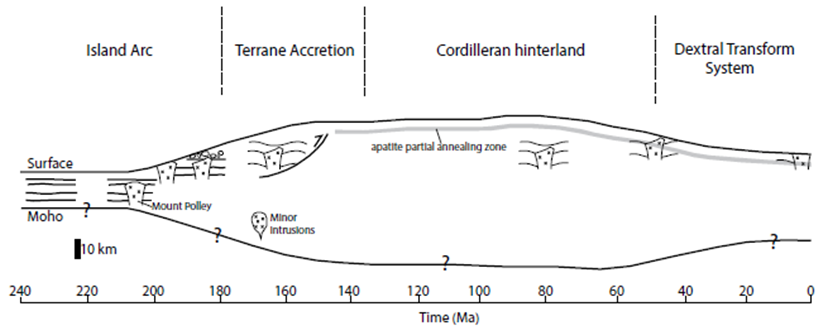 Island Arc
Terrane Accretion
Cordilleran hinterland
Dextral Transform
System
apatite partial annealing zone
Surface
Mount Polley
Moho
?
Minor
Intrusions
?
?
?
10 km
240 220 200 180 160 140 120 100 80 60 40 20 0
Time (Ma)